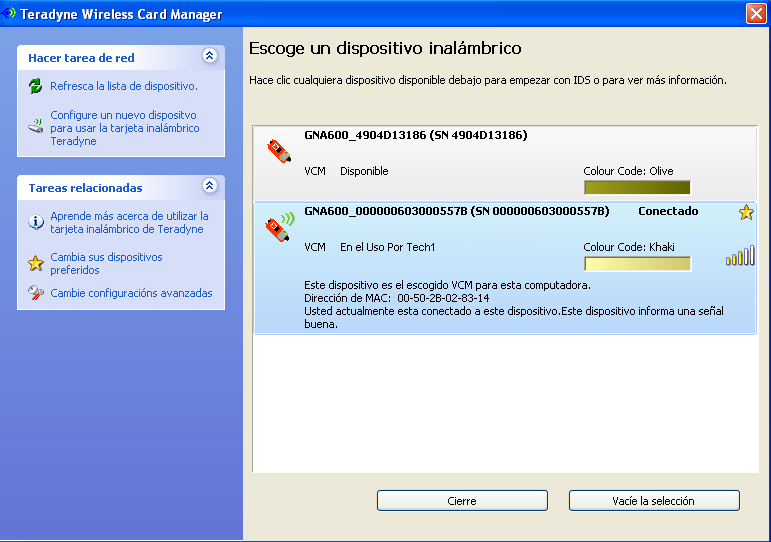 Teradyne Wireless Card Manager
Hacer tarea de red
Refresca la lista de dispositivo.
Configure un nuevo dispositvo
para usar la tarjeta inalámbrico
Teradyne
Tareas relacionadas
Aprende más acerca de utilizar la
tarjeta inalámbrico de Teradyne
Cambia sus dispositivos
preferidos
Cambie configuracións avanzadas
Escoge un dispositivo inalámbrico
Hace clic cualquiera dispositivo disponible debajo para empezar con IDS o para ver más información.
GNA600_4904D13186 (SN 4904D13186)
VCM Disponible Colour Code: Olive
GNA600_000000603000557B (SN 000000603000557B) Conectado
VCM En el Uso Por Tech1 Colour Code: Khaki
Este dispositivo es el escogido VCM para esta computadora.
Dirección de MAC: 00-50-2B-02-83-14
Usted actualmente esta conectado a este dispositivo.Este dispositivo informa una señal
buena.
Cierre Vacíe la selección